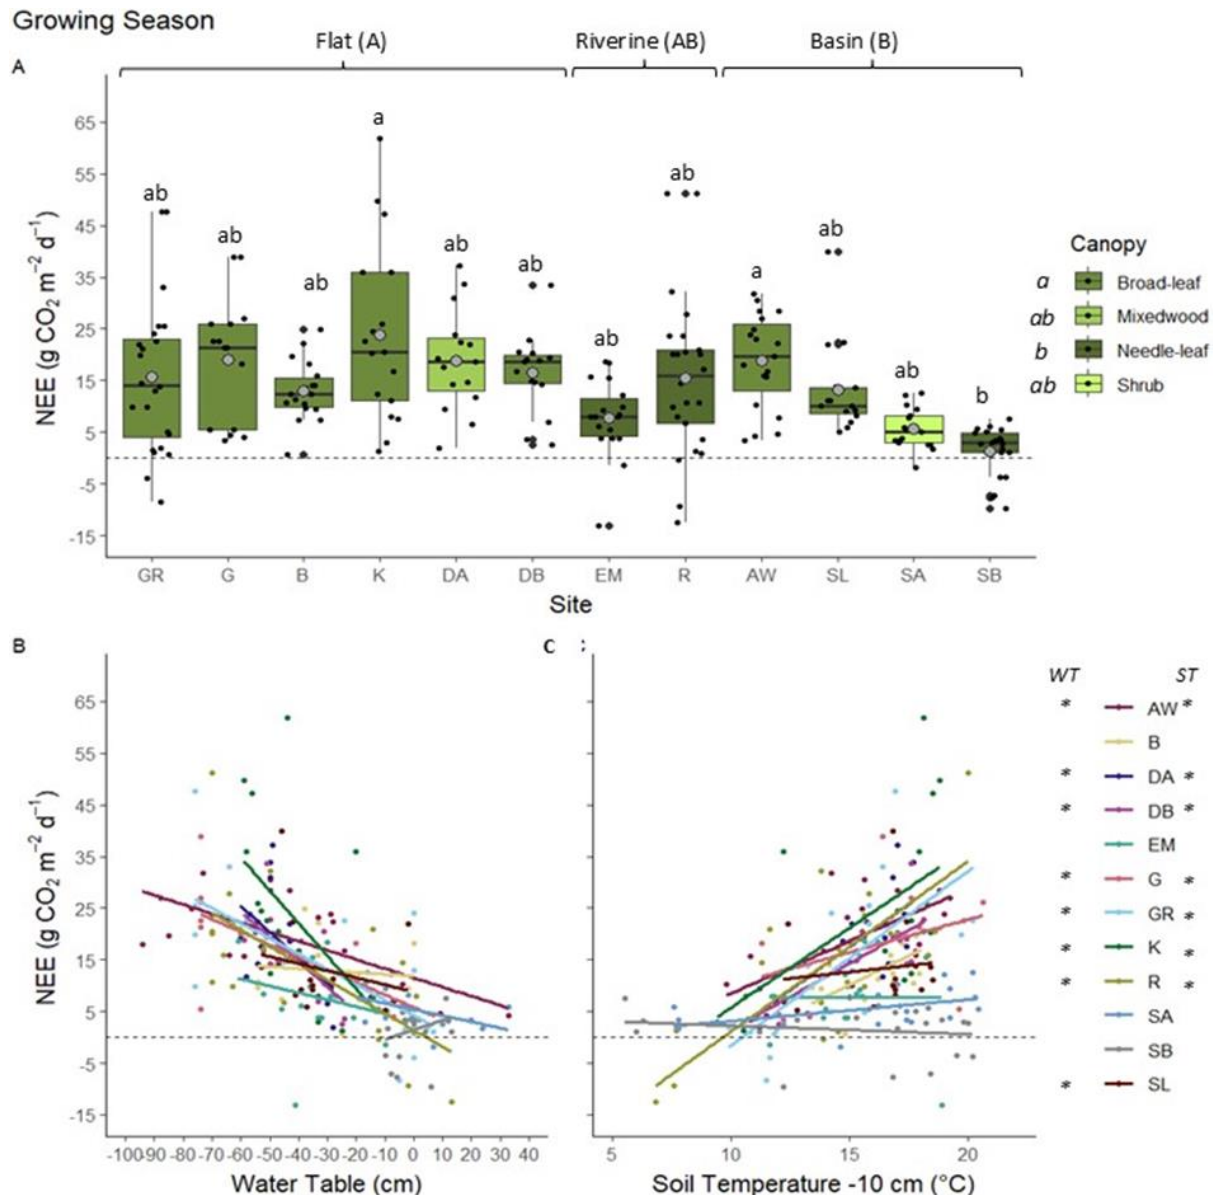 Growing Season
Flat (A) Riverine (AB) Basin (B)
A
65
55
45
35
25
15
5
-5
-15
NEE (g CO₂ m⁻² d⁻¹)
ab ab ab a ab ab ab ab a ab ab b
GR G B K DA DB EM R AW SL SA SB
Site
Canopy
a Broad-leaf
ab Mixedwood
b Needle-leaf
ab Shrub
B
65
55
45
35
25
15
5
-5
-15
NEE (g CO₂ m⁻² d⁻¹)
-100 -90 -80 -70 -60 -50 -40 -30 -20 -10 0 10 20 30 40
Water Table (cm)
C :
5 10 15 20
Soil Temperature -10 cm (°C)
WT ST
* AW *
B
* DA *
* DB *
EM
* G *
* GR *
* K *
* R *
SA
SB
* SL